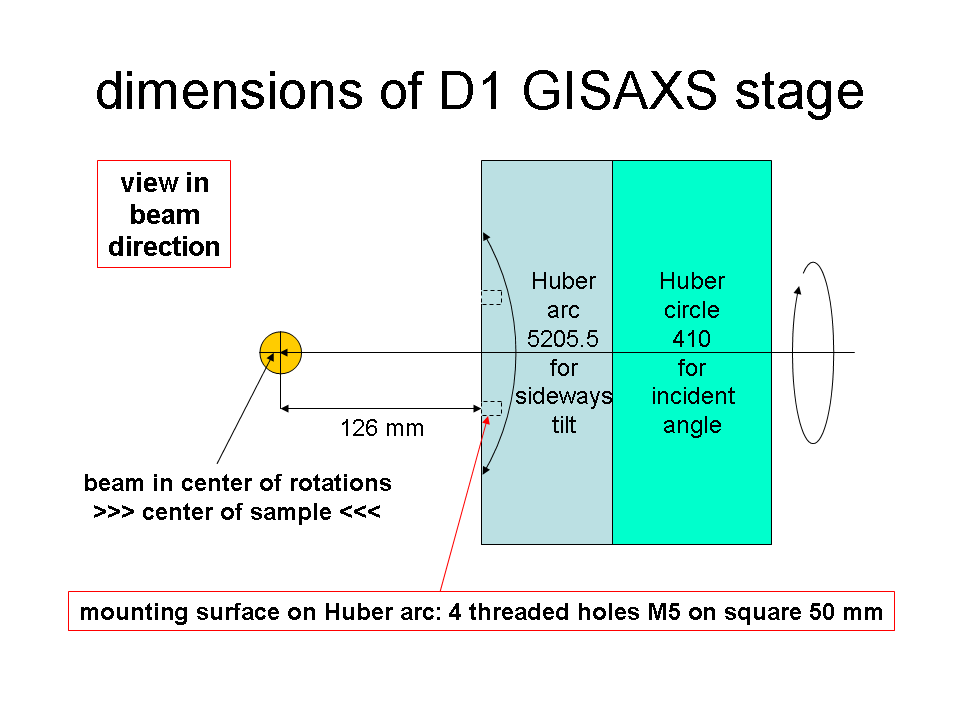 dimensions of D1 GISAXS stage
view in
beam
direction
Huber
arc
5205.5
for
sideways
tilt
Huber
circle
410
for
incident
angle
126 mm
beam in center of rotations
>>> center of sample <<<
mounting surface on Huber arc: 4 threaded holes M5 on square 50 mm